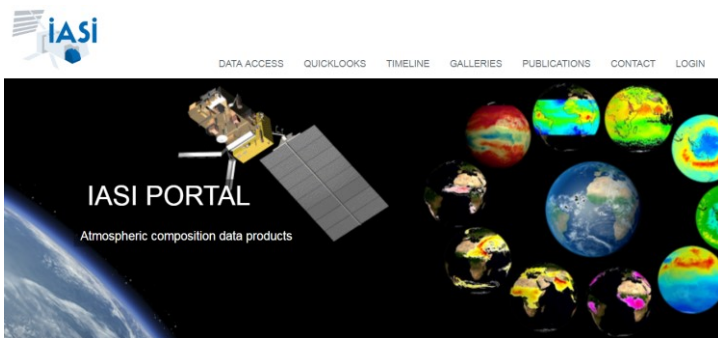 iASi
DATA ACCESS QUICKLOOKS TIMELINE GALLERIES PUBLICATIONS CONTACT LOGIN
IASI PORTAL
Atmospheric composition data products